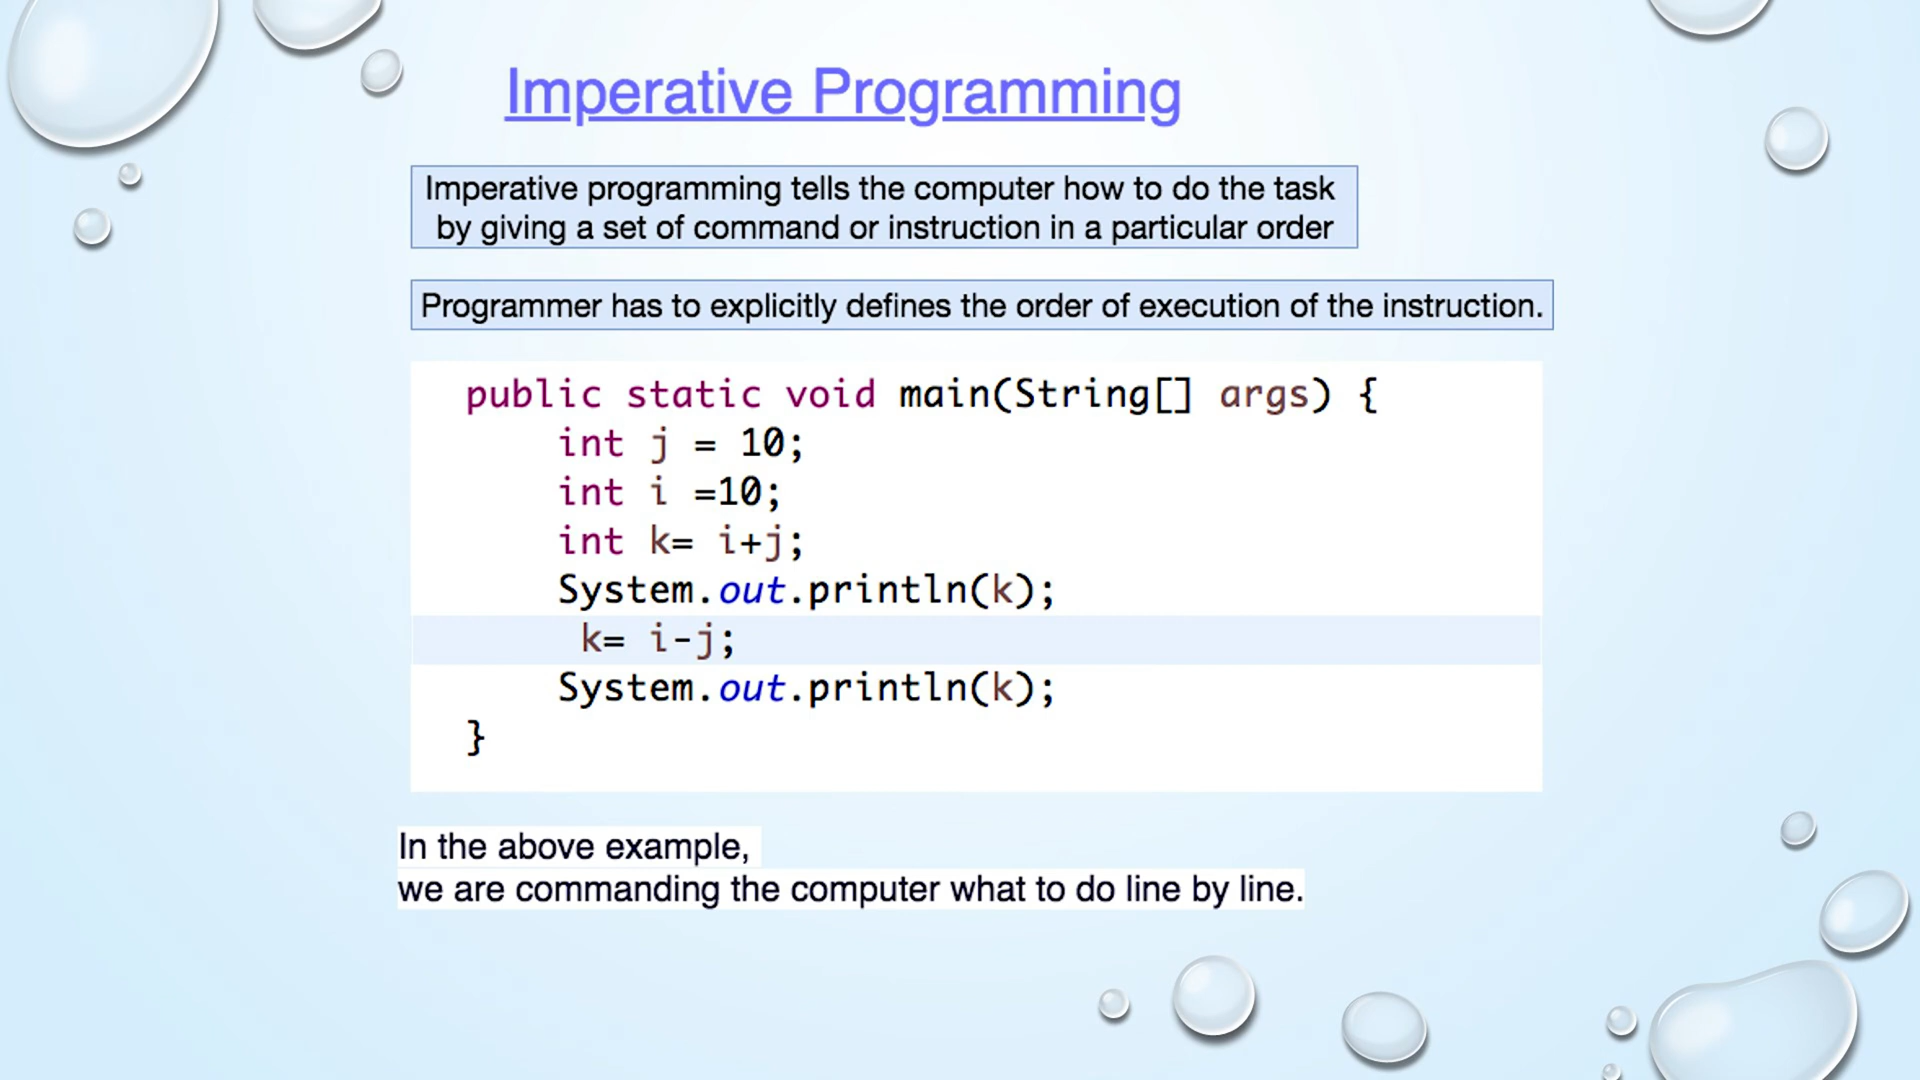 Imperative Programming
Imperative programming tells the computer how to do the task
by giving a set of command or instruction in a particular order
Programmer has to explicitly defines the order of execution of the instruction.
public static void main(String[] args) {
int j = 10;
int i =10;
int k= i+j;
System.out.println(k);
k= i-j;
System.out.println(k);
}
In the above example,
we are commanding the computer what to do line by line.